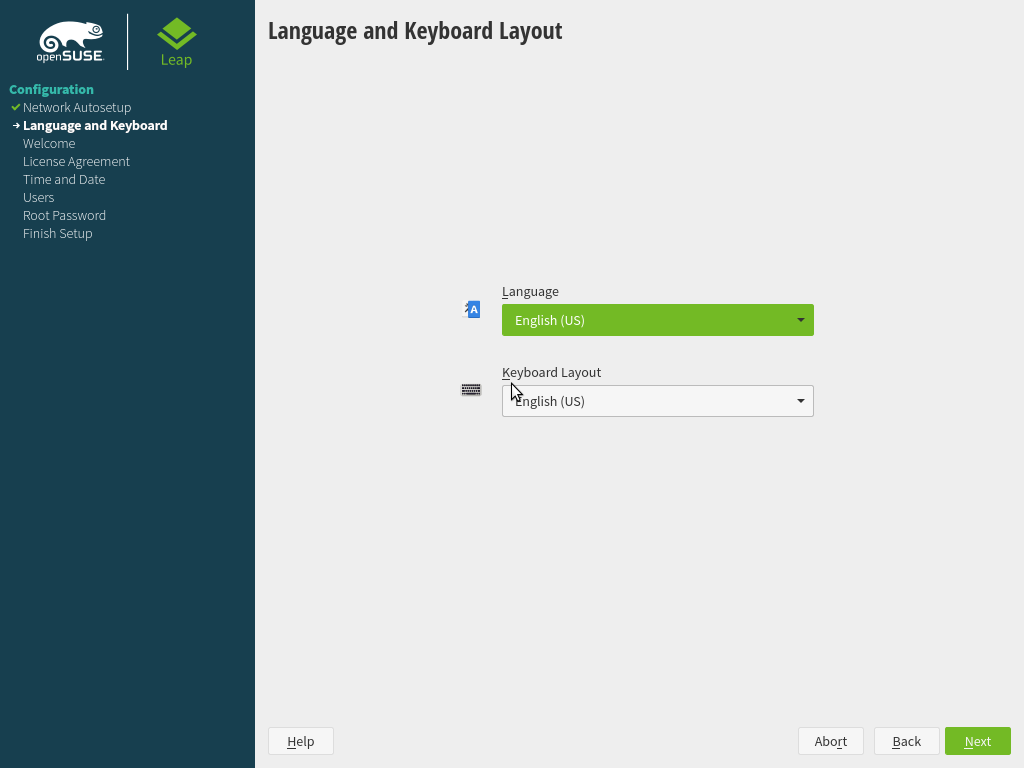 openSUSE
Leap
Configuration
Network Autosetup
Language and Keyboard
Welcome
License Agreement
Time and Date
Users
Root Password
Finish Setup
Language and Keyboard Layout
Language
A
English (US)
Keyboard Layout
English (US)
Help
Abort
Back
Next